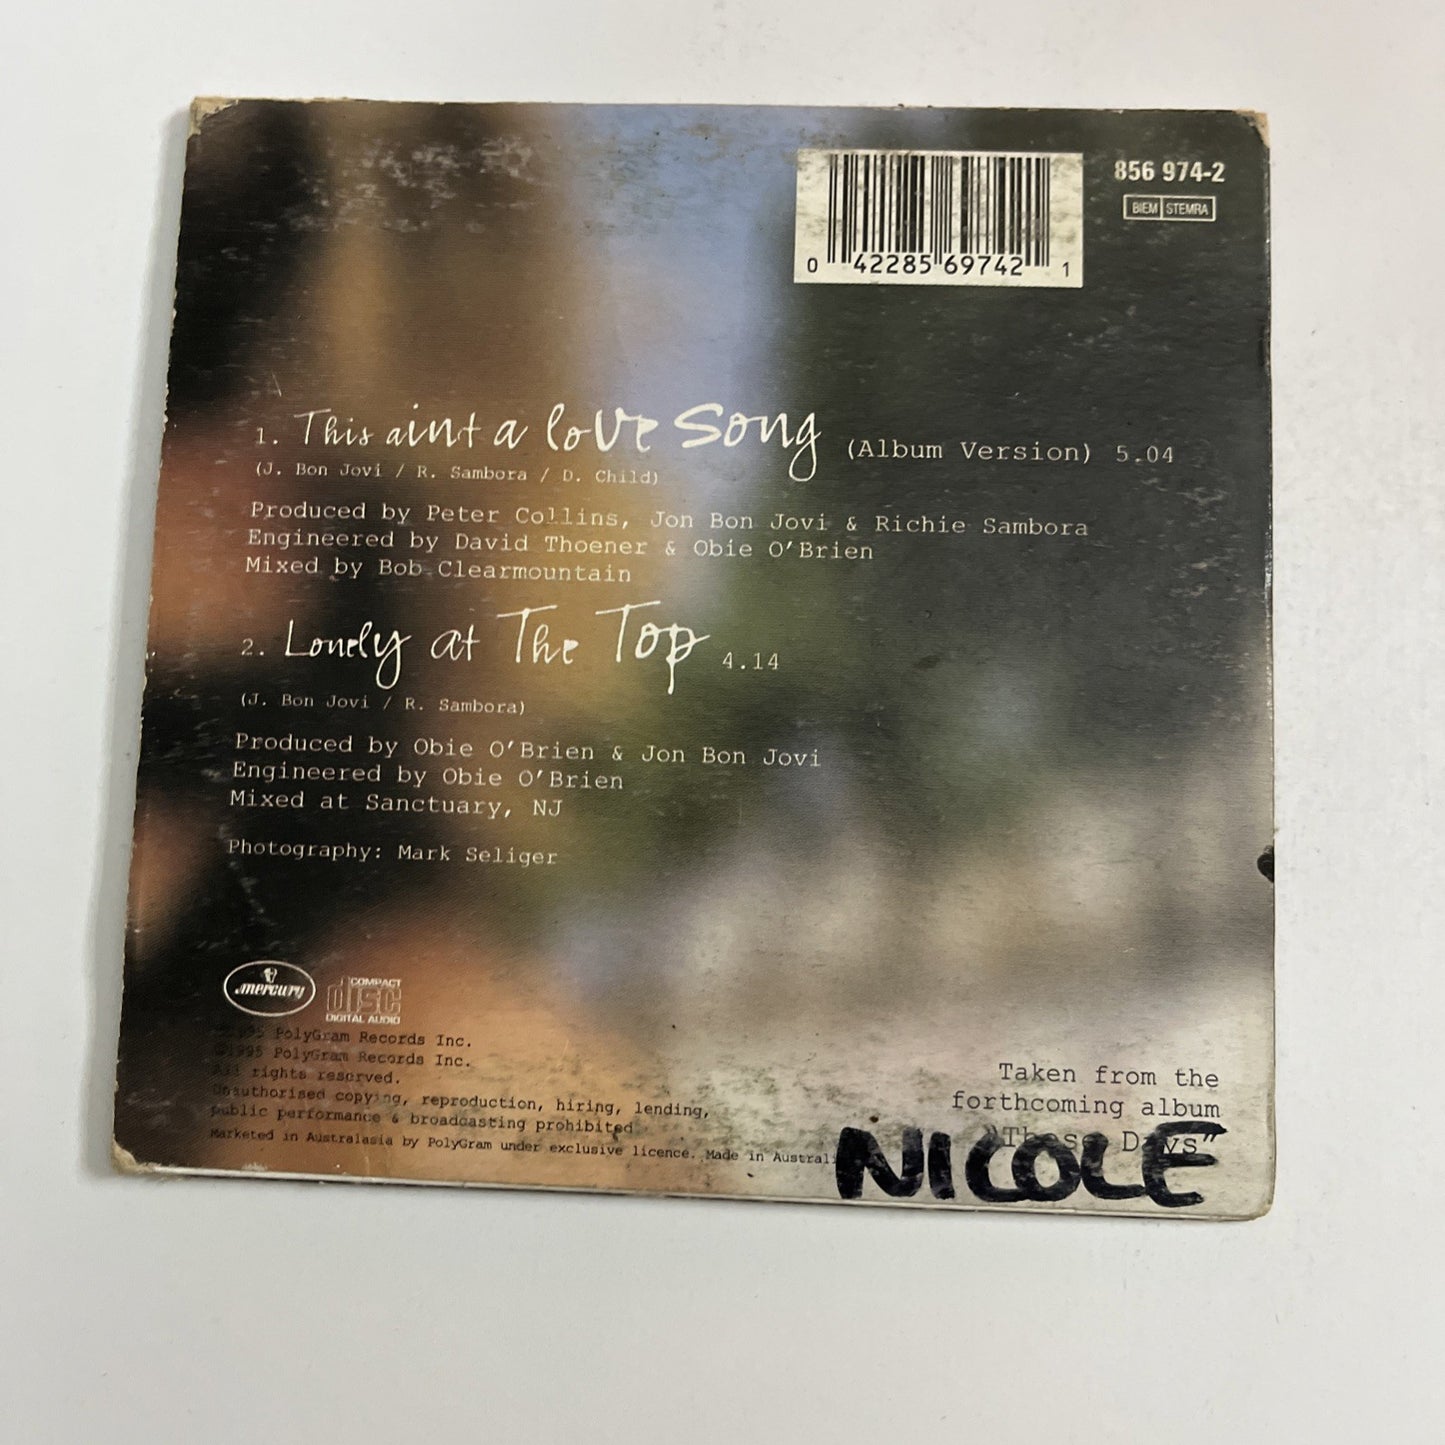 856 974-2
BIEM STEMRA
0 42285 69742 1
1. This aint a love song (Album Version) 5.04
(J. Bon Jovi / R. Sambora / D. Child)
Produced by Peter Collins, Jon Bon Jovi & Richie Sambora
Engineered by David Thoener & Obie O'Brien
Mixed by Bob Clearmountain
2. Lonely at The Top 4.14
(J. Bon Jovi / R. Sambora)
Produced by Obie O'Brien & Jon Bon Jovi
Engineered by Obie O'Brien
Mixed at Sanctuary, NJ
Photography: Mark Seliger
mercury
COMPACT
disc
DIGITAL AUDIO
℗1995 PolyGram Records Inc.
©1995 PolyGram Records Inc.
All rights reserved.
Unauthorised copying, reproduction, hiring, lending,
public performance & broadcasting prohibited
Marketed in Australasia by PolyGram under exclusive licence. Made in Australi
Taken from the
forthcoming album
"These Days"
NICOLE